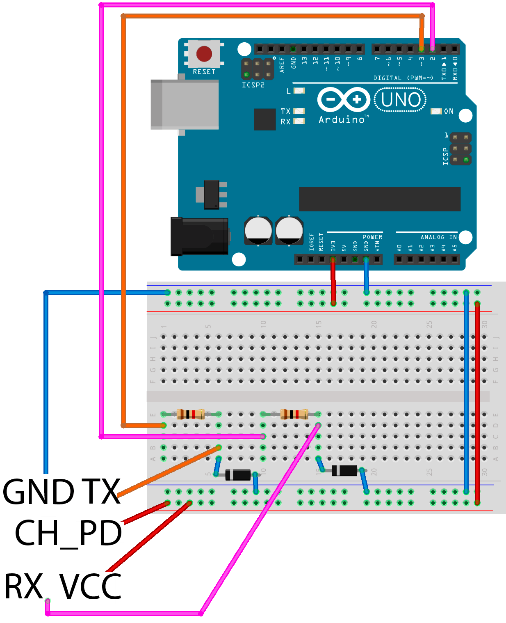 RESET
ICSP2
AREF
GND
13
12
~11
~10
~9
8
7
~6
~5
4
~3
2
TX▶1
RX◀0
DIGITAL (PWM=~)
L
TX
RX
Arduino™
UNO
ON
ICSP
1
IOREF
RESET
3V3
5V
GND
GND
VIN
POWER
ANALOG IN
A0
A1
A2
A3
A4
A5
GND TX
CH_PD
RX VCC